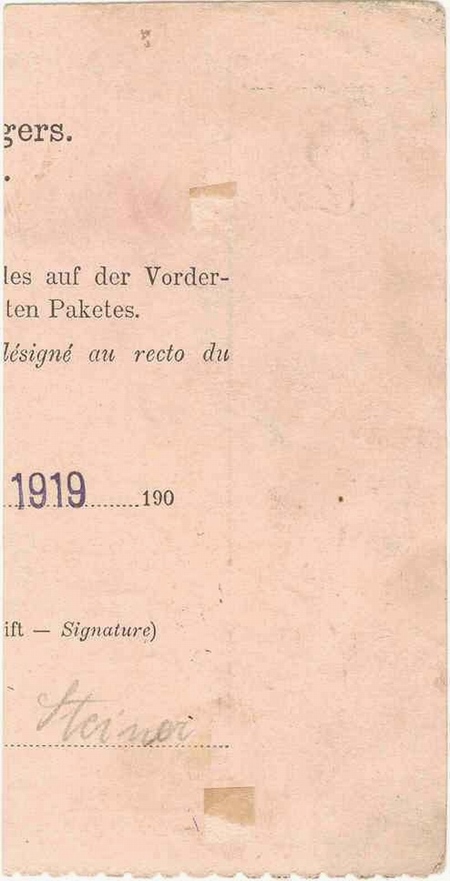 gers.
.
les auf der Vorder-
ten Paketes.
désigné au recto du
1919 190
ift — Signature)
Steiner